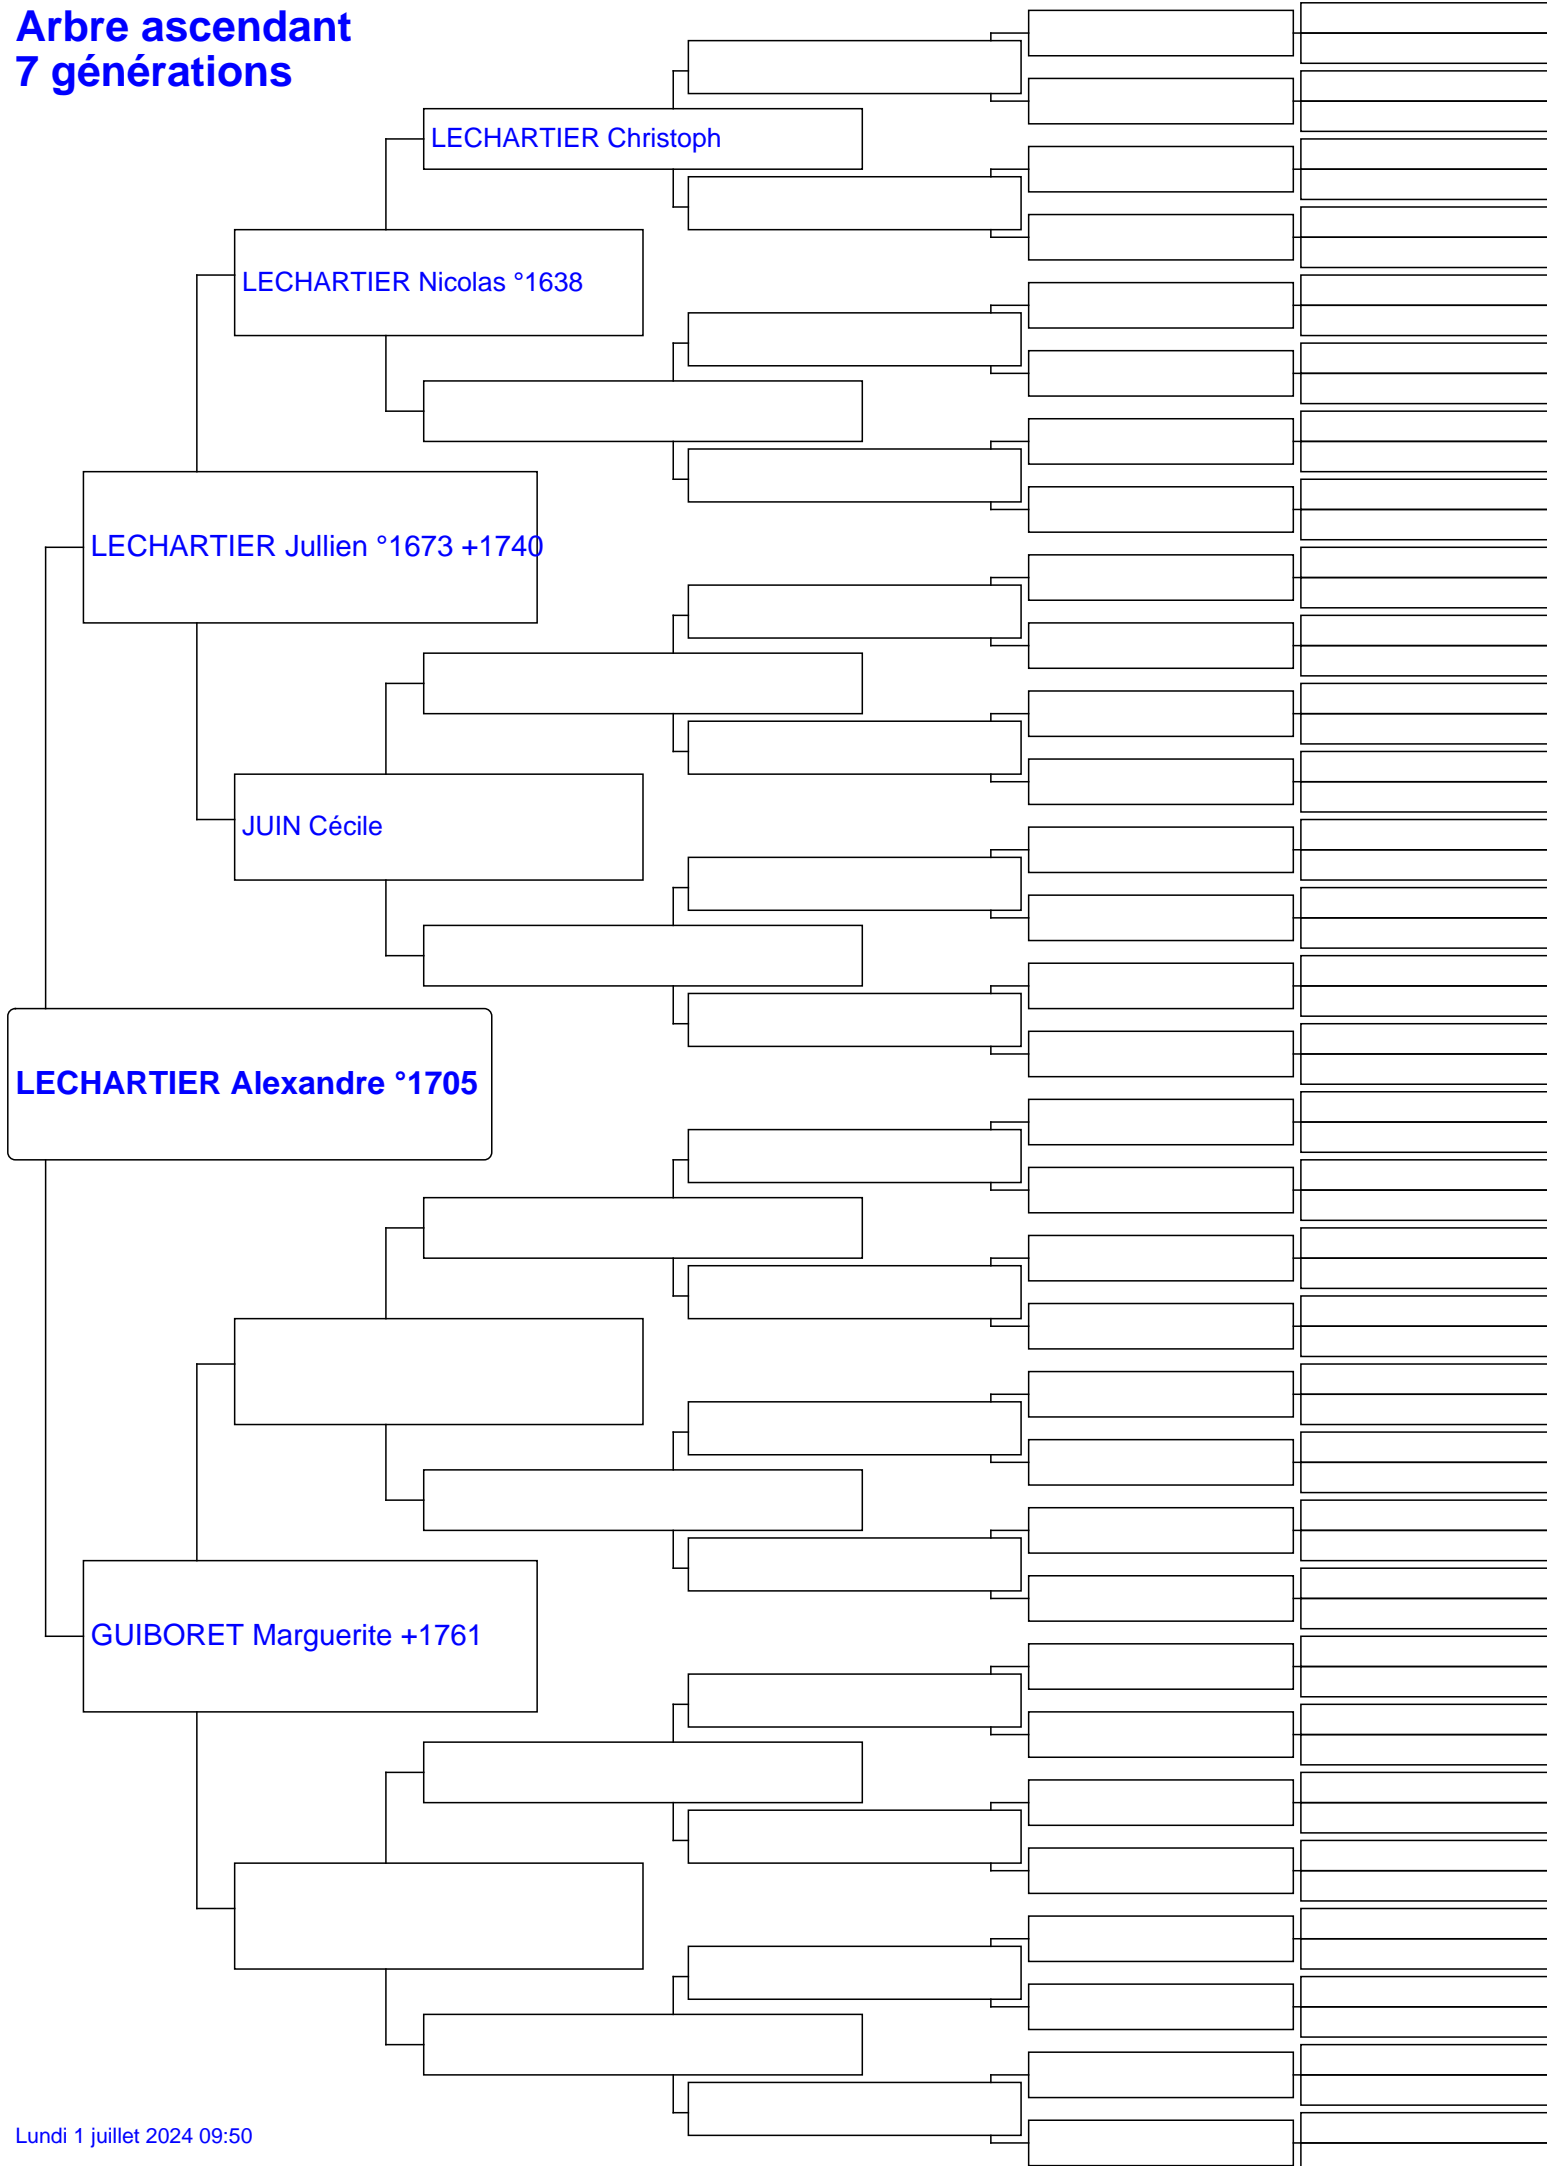 Arbre ascendant
7 générations
LECHARTIER Christoph
LECHARTIER Nicolas °1638
LECHARTIER Jullien °1673 +1740
JUIN Cécile
LECHARTIER Alexandre °1705
GUIBORET Marguerite +1761
Lundi 1 juillet 2024 09:50